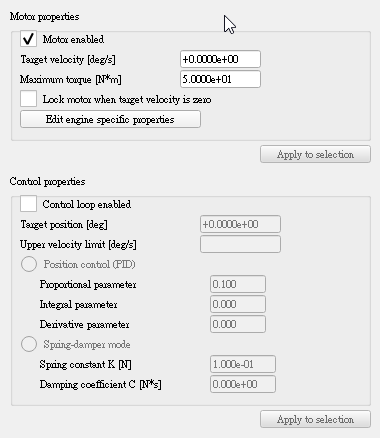 Motor properties
Motor enabled
Target velocity [deg/s] +0.0000e+00
Maximum torque [N*m] 5.0000e+01
Lock motor when target velocity is zero
Edit engine specific properties
Apply to selection
Control properties
Control loop enabled
Target position [deg] +0.0000e+00
Upper velocity limit [deg/s]
Position control (PID)
Proportional parameter 0.100
Integral parameter 0.000
Derivative parameter 0.000
Spring-damper mode
Spring constant K [N] 1.000e-01
Damping coefficient C [N*s] 0.000e+00
Apply to selection